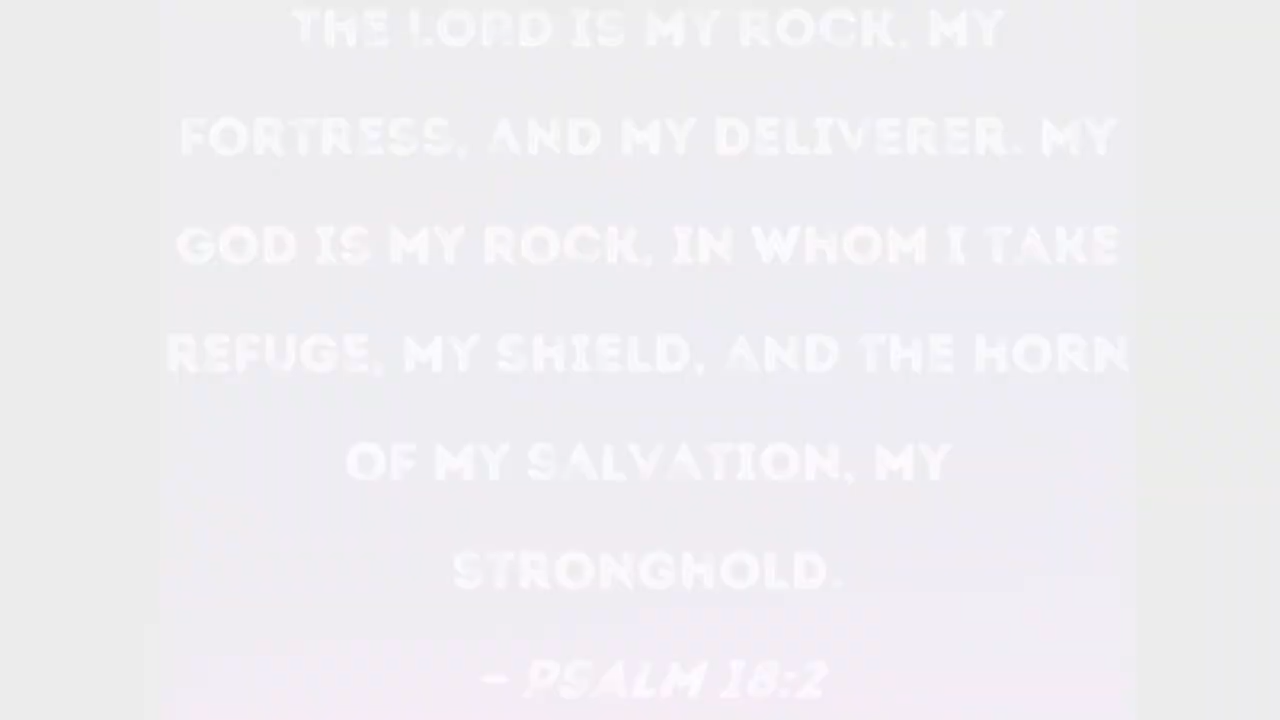 THE LORD IS MY ROCK, MY
FORTRESS, AND MY DELIVERER. MY
GOD IS MY ROCK, IN WHOM I TAKE
REFUGE, MY SHIELD, AND THE HORN
OF MY SALVATION, MY
STRONGHOLD.
- PSALM 18:2